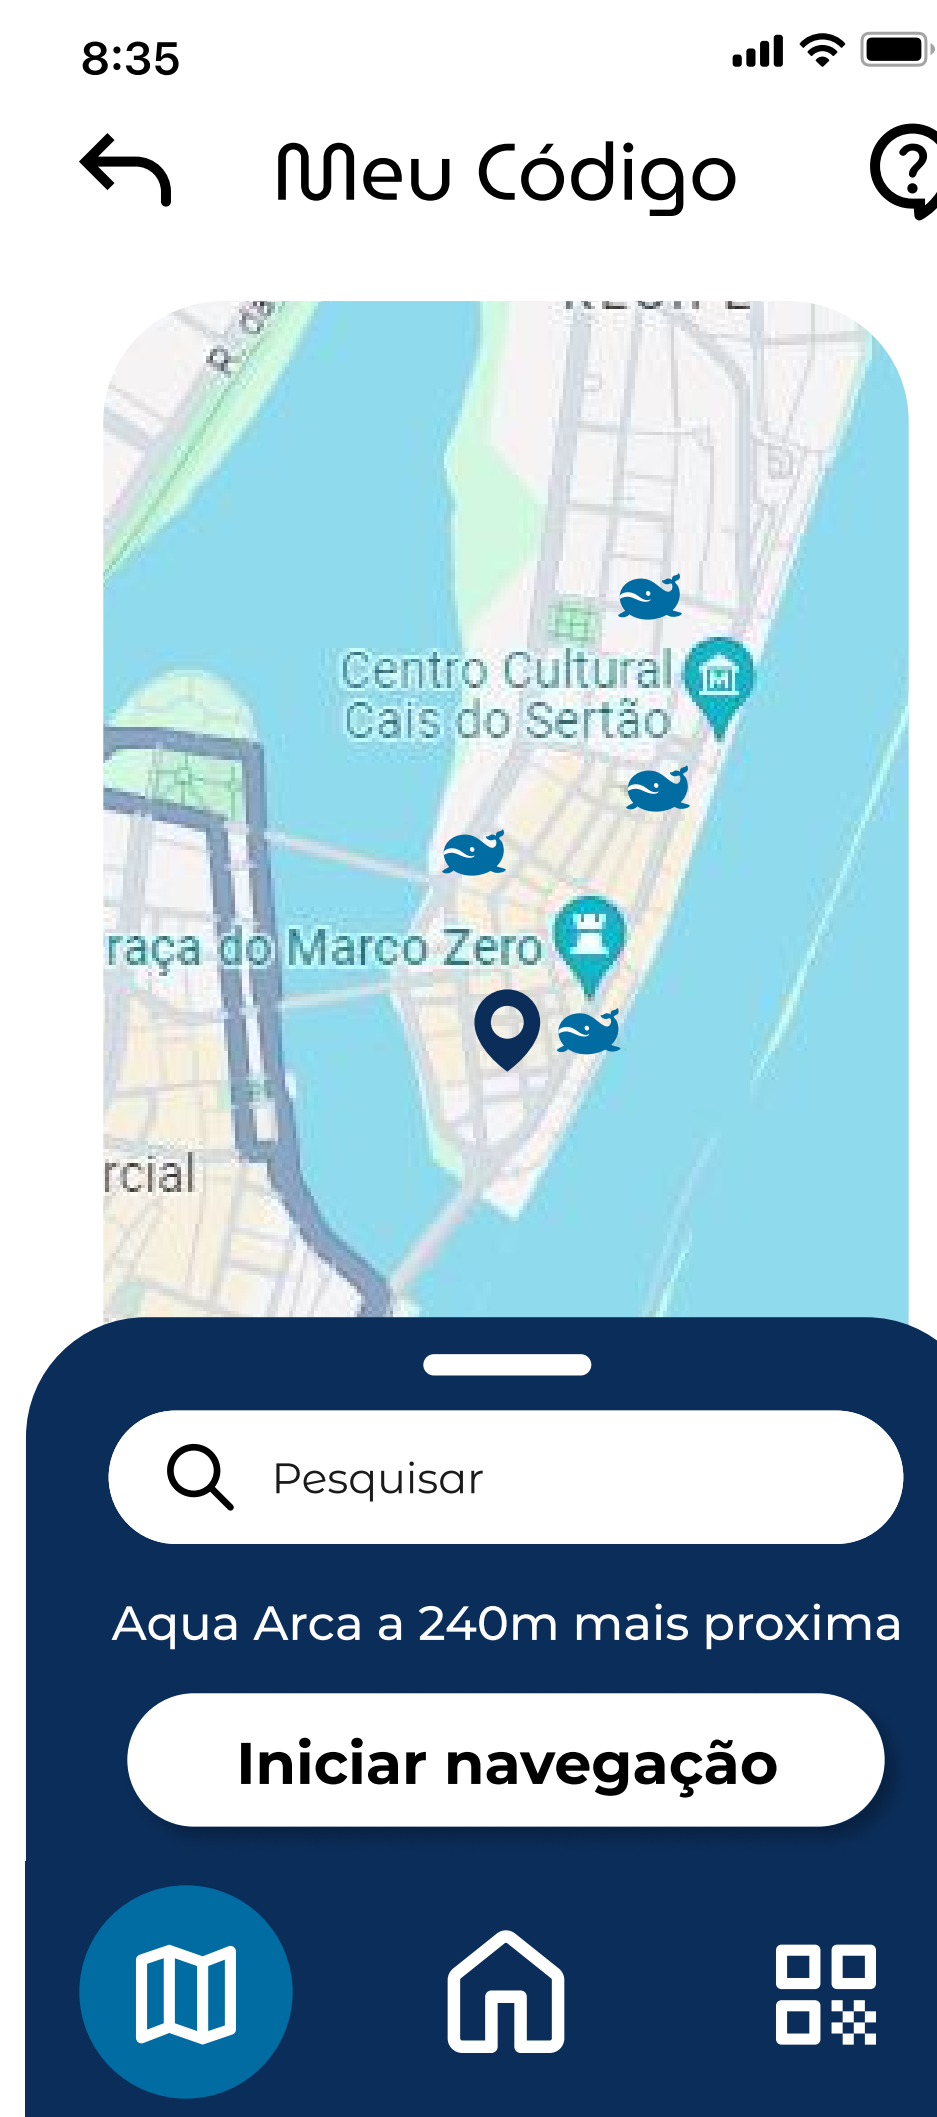 8:35
Meu Código
R. da
Centro Cultural
Cais do Sertão
raça do Marco Zero
rcial
Pesquisar
Aqua Arca a 240m mais proxima
Iniciar navegação